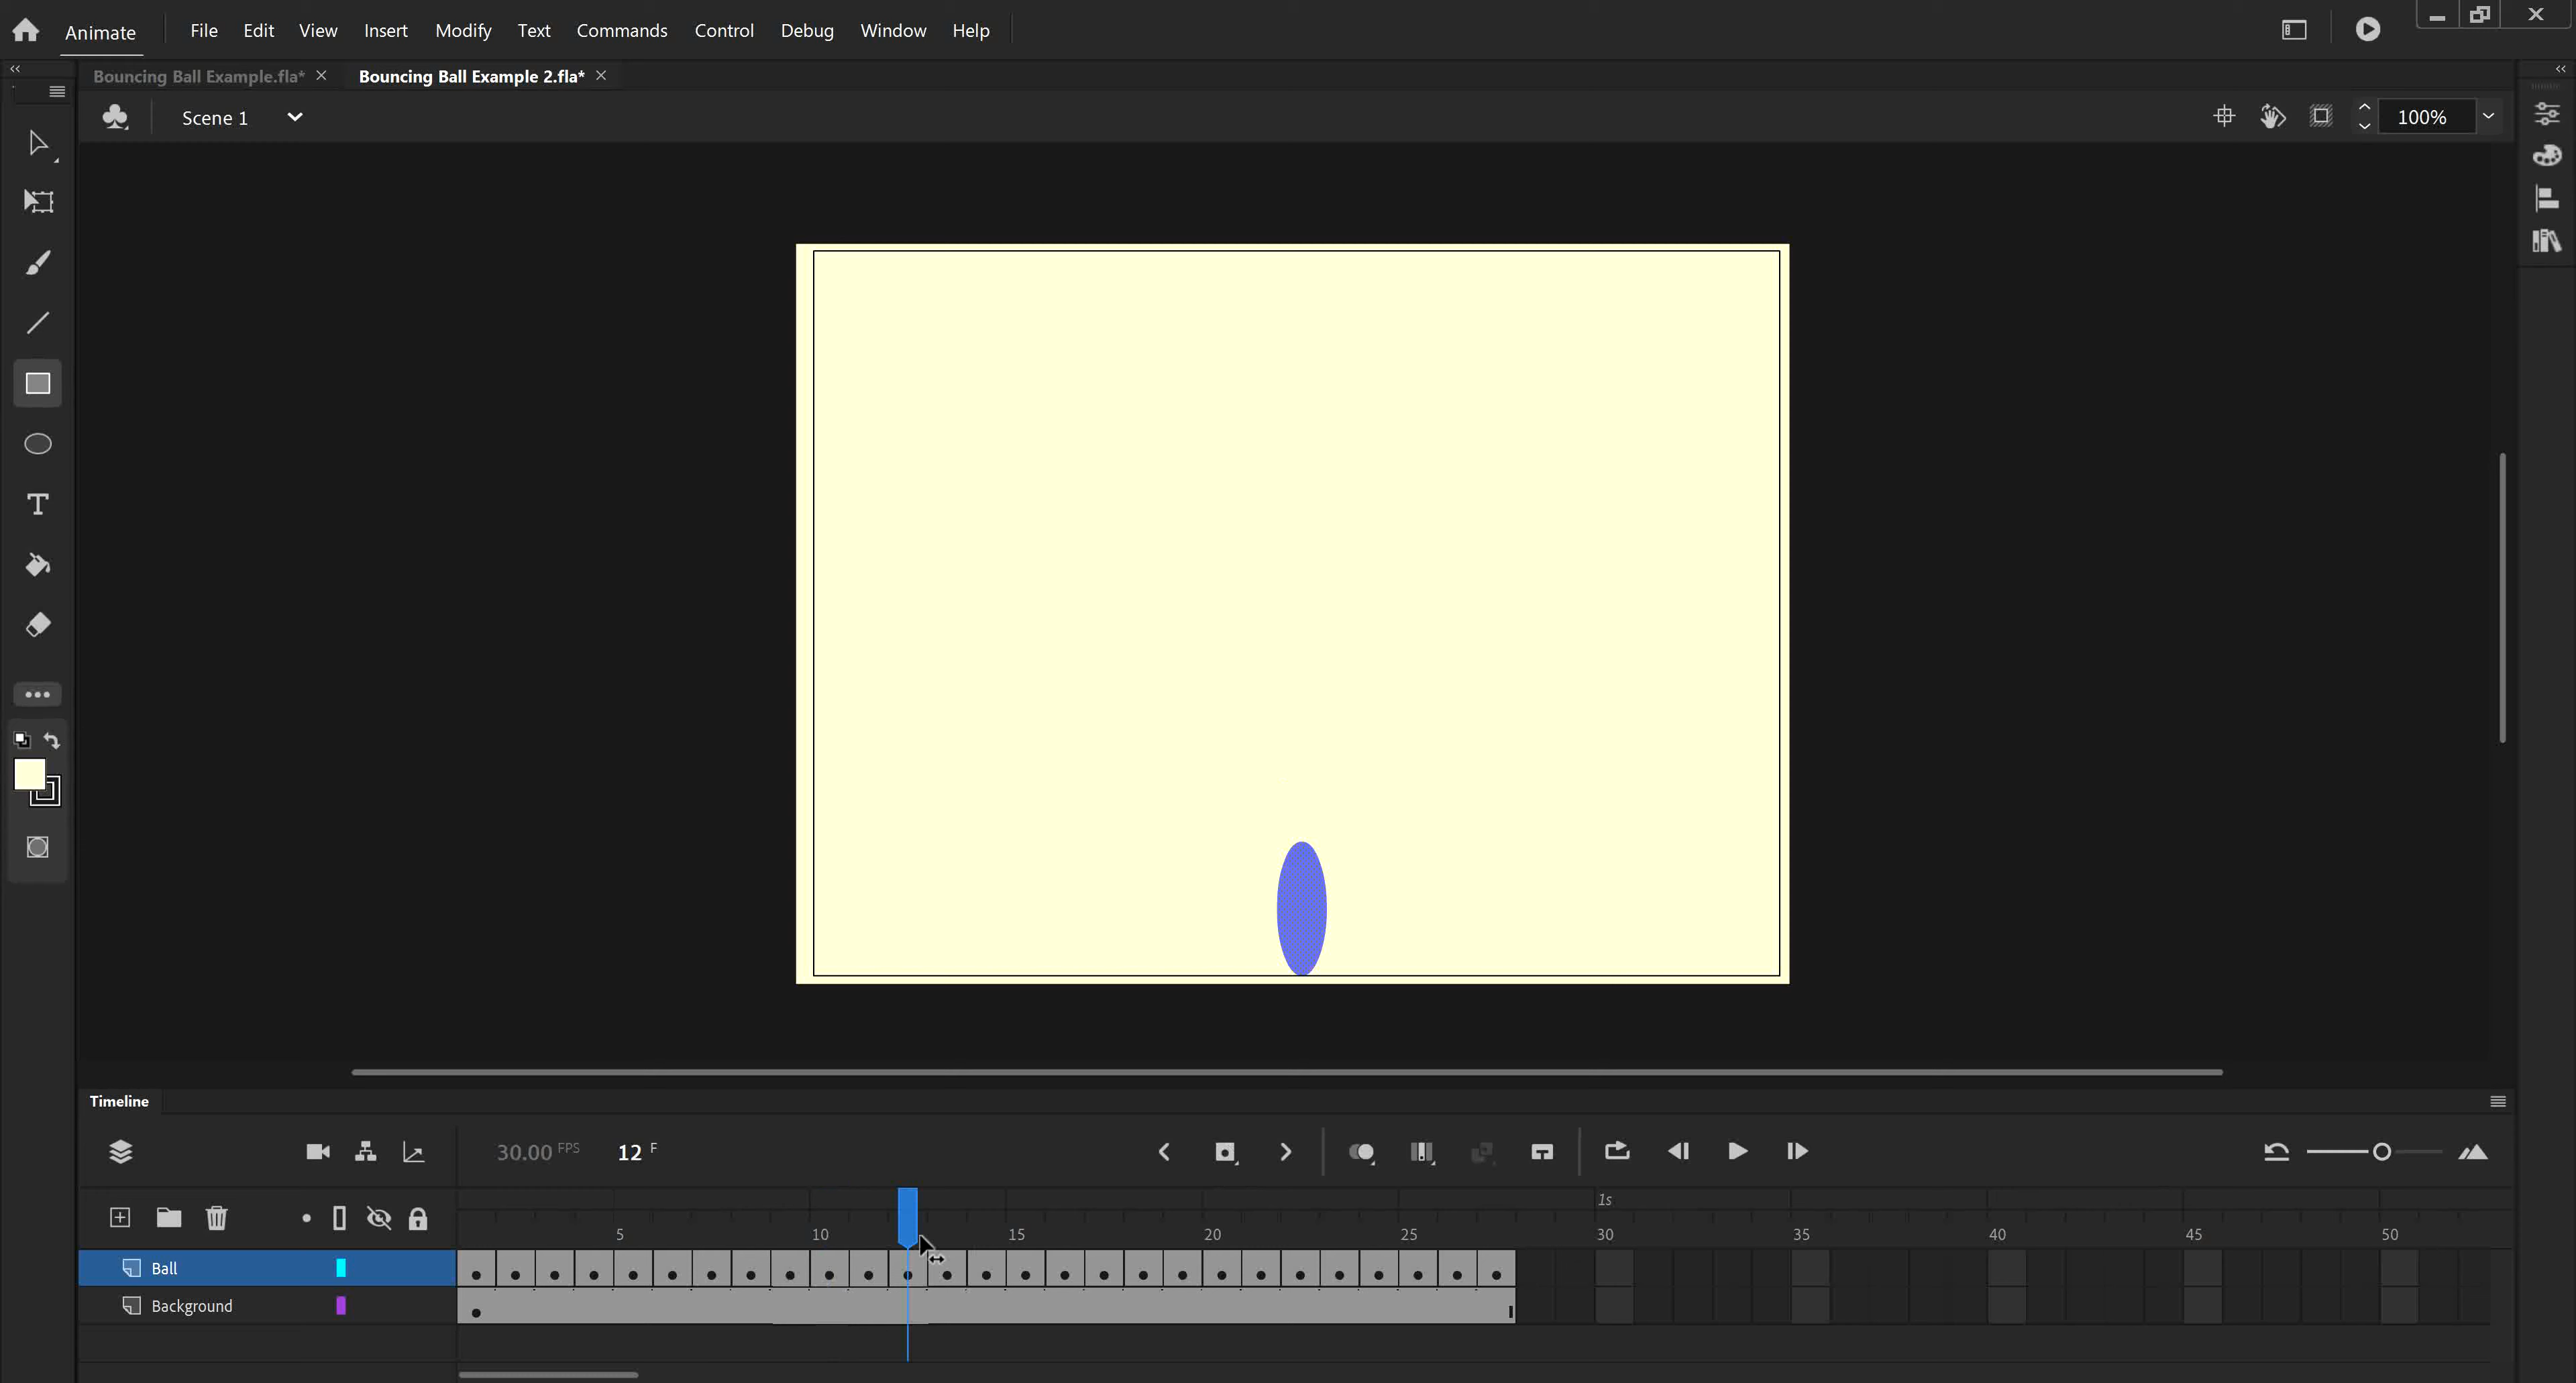 Animate File Edit View Insert Modify Text Commands Control Debug Window Help
Bouncing Ball Example.fla* Bouncing Ball Example 2.fla*
Scene 1 100%
T
Timeline
30.00 FPS 12 F
1s
5 10 15 20 25 30 35 40 45 50
Ball
Background